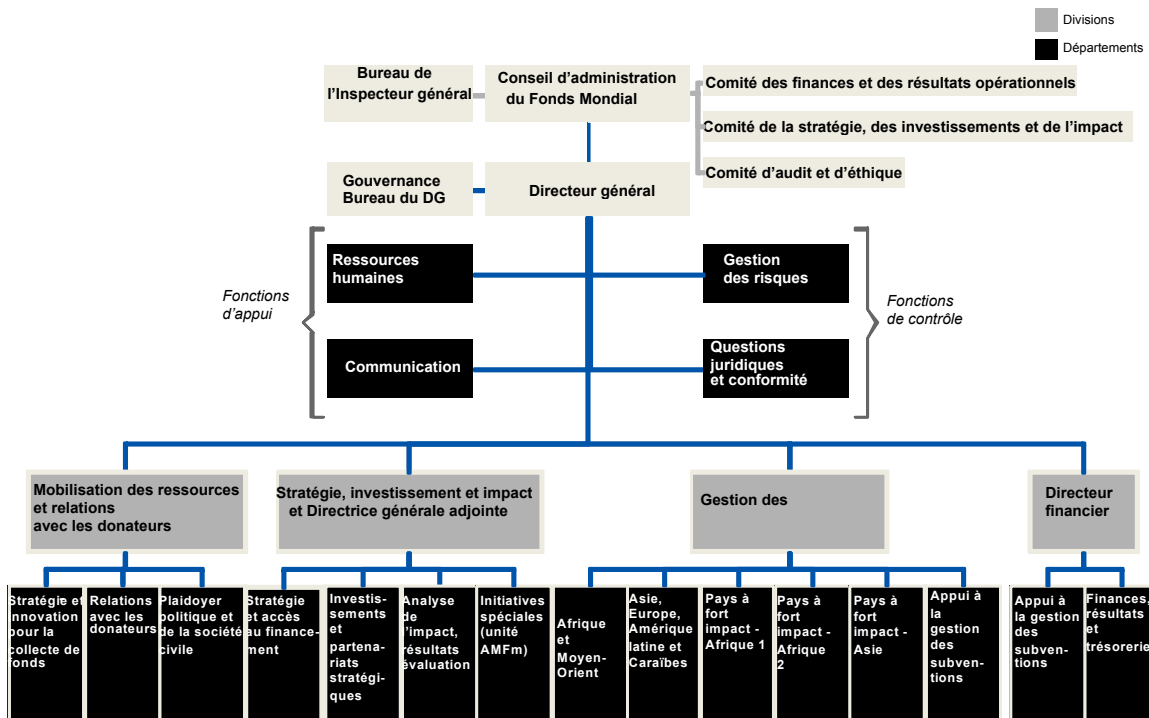 Divisions
Départements
Bureau de
l'Inspecteur général
Conseil d'administration
du Fonds Mondial
Comité des finances et des résultats opérationnels
Comité de la stratégie, des investissements et de l'impact
Comité d'audit et d'éthique
Gouvernance
Bureau du DG
Directeur général
Fonctions
d'appui
Ressources
humaines
Gestion
des risques
Fonctions
de contrôle
Communication
Questions
juridiques
et conformité
Mobilisation des ressources
et relations
avec les donateurs
Stratégie, investissement et impact
et Directrice générale adjointe
Gestion des
Directeur
financier
Stratégie et
innovation
pour la
collecte de
fonds
Relations
avec les
donateurs
Plaidoyer
politique et
de la société
civile
Stratégie
et accès
au finance-
ment
Investis-
sements et
partena-
riats
stratégi-
ques
Analyse
de
l'impact,
résultats
évaluation
Initiatives
spéciales
(unité
AMFm)
Afrique
et
Moyen-
Orient
Asie,
Europe,
Amérique
latine et
Caraïbes
Pays à
fort
impact -
Afrique 1
Pays à
fort
impact -
Afrique
2
Pays à
fort
impact -
Asie
Appui à
la
gestion
des
subven-
tions
Appui à
la gestion
des
subven-
tions
Finances,
résultats
et
trésorerie